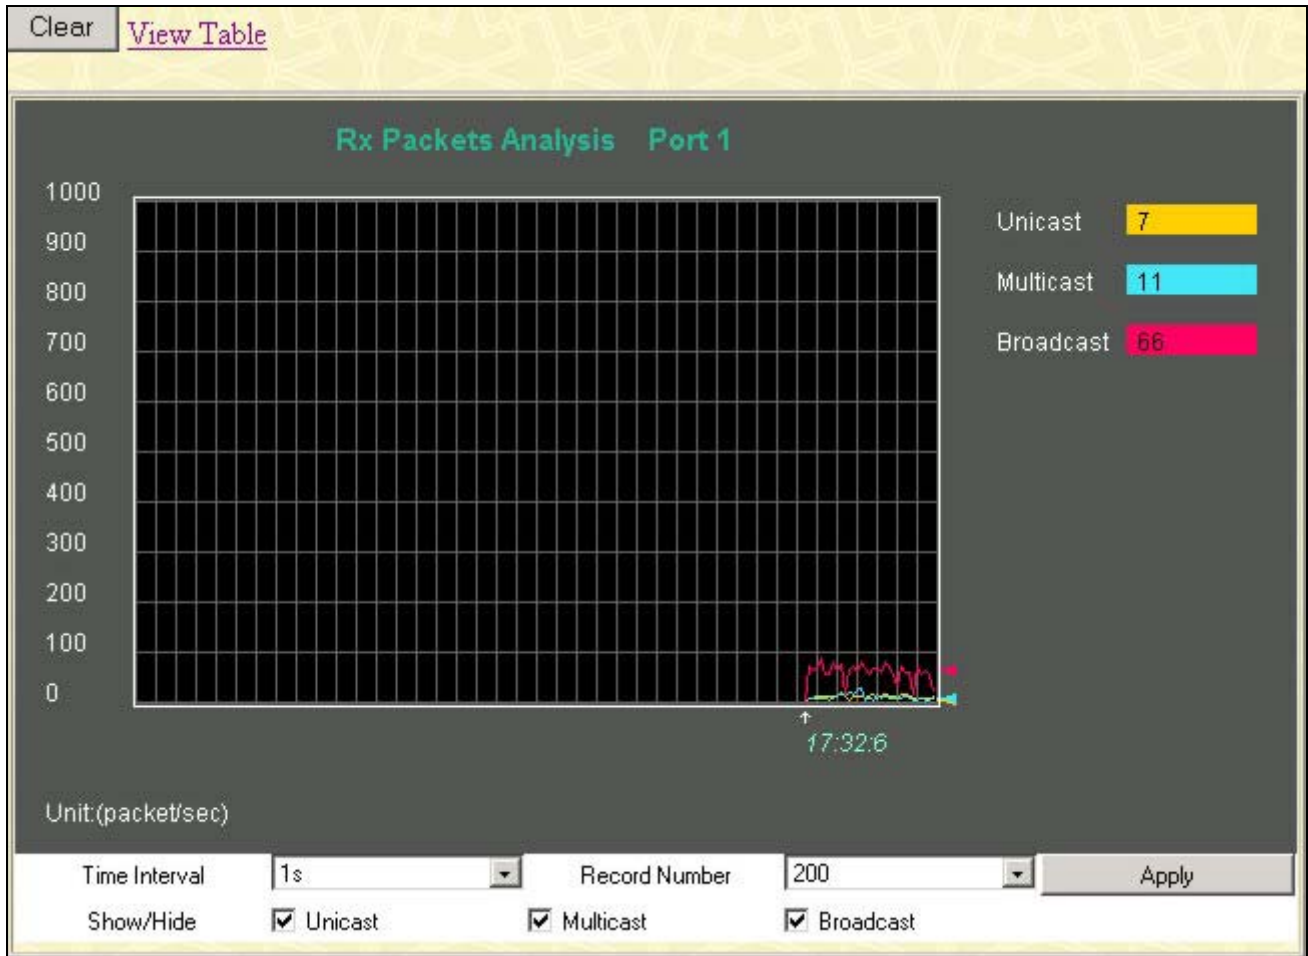 Clear View Table
Rx Packets Analysis Port 1
1000
900
800
700
600
500
400
300
200
100
0
Unicast 7
Multicast 11
Broadcast 66
17:32:6
Unit:(packet/sec)
Time Interval 1s Record Number 200 Apply
Show/Hide Unicast Multicast Broadcast